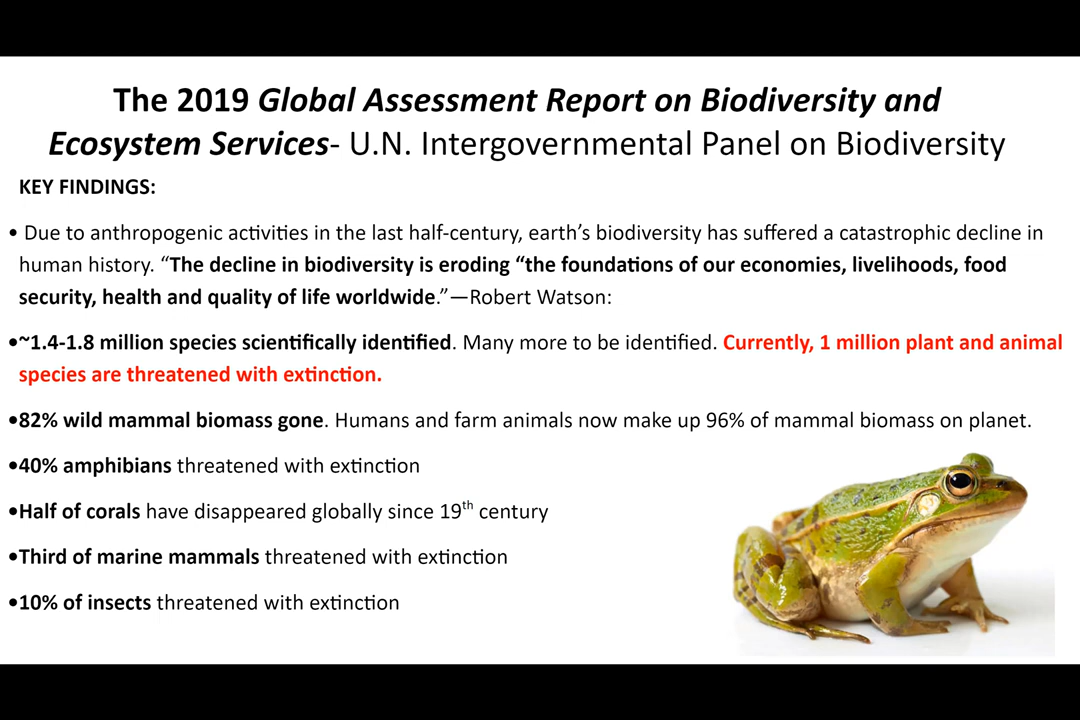 The 2019 Global Assessment Report on Biodiversity and
Ecosystem Services- U.N. Intergovernmental Panel on Biodiversity
KEY FINDINGS:
• Due to anthropogenic activities in the last half-century, earth’s biodiversity has suffered a catastrophic decline in
human history. “The decline in biodiversity is eroding “the foundations of our economies, livelihoods, food
security, health and quality of life worldwide.”—Robert Watson:
•~1.4-1.8 million species scientifically identified. Many more to be identified. Currently, 1 million plant and animal
species are threatened with extinction.
•82% wild mammal biomass gone. Humans and farm animals now make up 96% of mammal biomass on planet.
•40% amphibians threatened with extinction
•Half of corals have disappeared globally since 19th century
•Third of marine mammals threatened with extinction
•10% of insects threatened with extinction